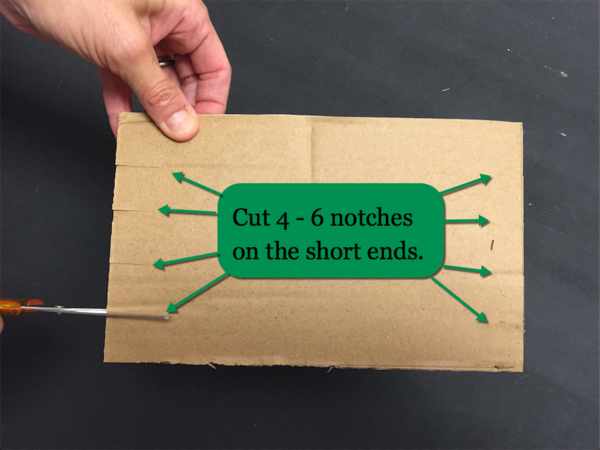 Cut 4 - 6 notches
on the short ends.